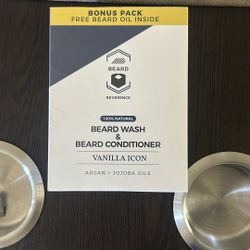 BONUS PACK
FREE BEARD OIL INSIDE
BEARD
REVERENCE
100% NATURAL
BEARD WASH
&
BEARD CONDITIONER
VANILLA ICON
ARGAN + JOJOBA OILS